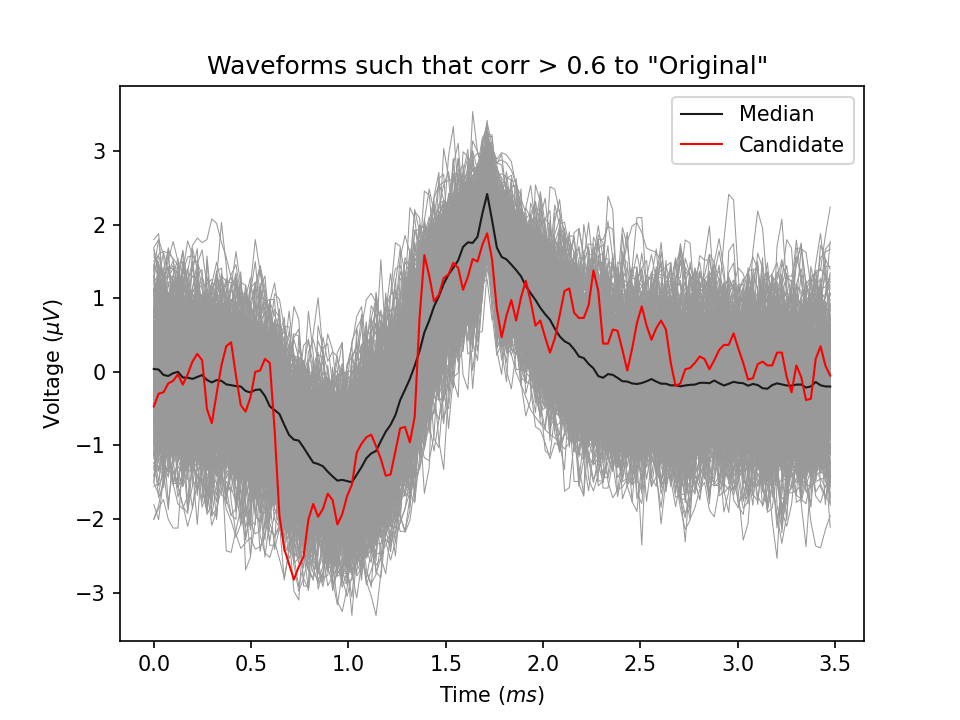 Waveforms such that corr > 0.6 to "Original"
Median
Candidate
3
2
1
0
−1
−2
−3
Voltage (μV)
0.0 0.5 1.0 1.5 2.0 2.5 3.0 3.5
Time (ms)